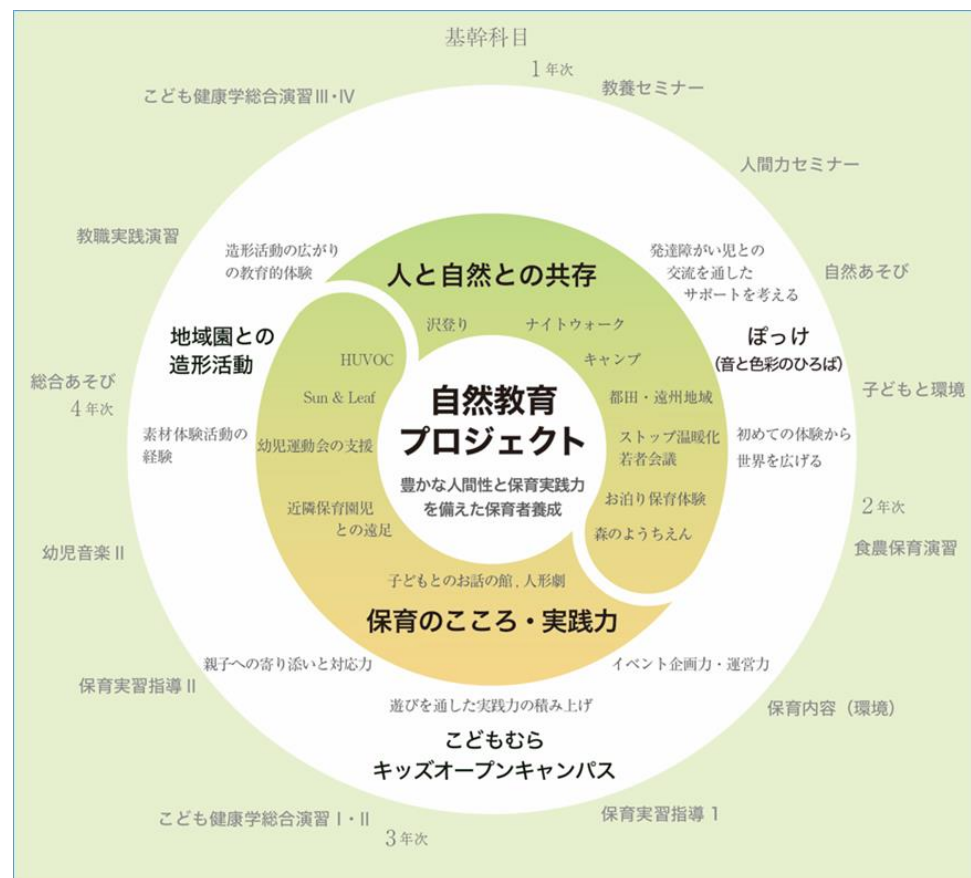 基幹科目
1年次
教養セミナー
人間力セミナー
自然あそび
子どもと環境
2年次
食農保育演習
保育内容（環境）
保育実習指導 1
3年次
こども健康学総合演習Ⅰ・Ⅱ
保育実習指導Ⅱ
幼児音楽Ⅱ
4年次
総合あそび
教職実践演習
こども健康学総合演習Ⅲ・Ⅳ
造形活動の広がり
の教育的体験
地域園との
造形活動
素材体験活動の
経験
発達障がい児との
交流を通した
サポートを考える
ぽっけ
(音と色彩のひろば)
初めての体験から
世界を広げる
親子への寄り添いと対応力
イベント企画力・運営力
遊びを通した実践力の積み上げ
こどもむら
キッズオープンキャンパス
人と自然との共存
沢登り
ナイトウォーク
キャンプ
都田・遠州地域
ストップ温暖化
若者会議
お泊り保育体験
森のようちえん
HUVOC
Sun & Leaf
幼児運動会の支援
近隣保育園児
との遠足
子どもとのお話の館,人形劇
保育のこころ・実践力
自然教育
プロジェクト
豊かな人間性と保育実践力
を備えた保育者養成